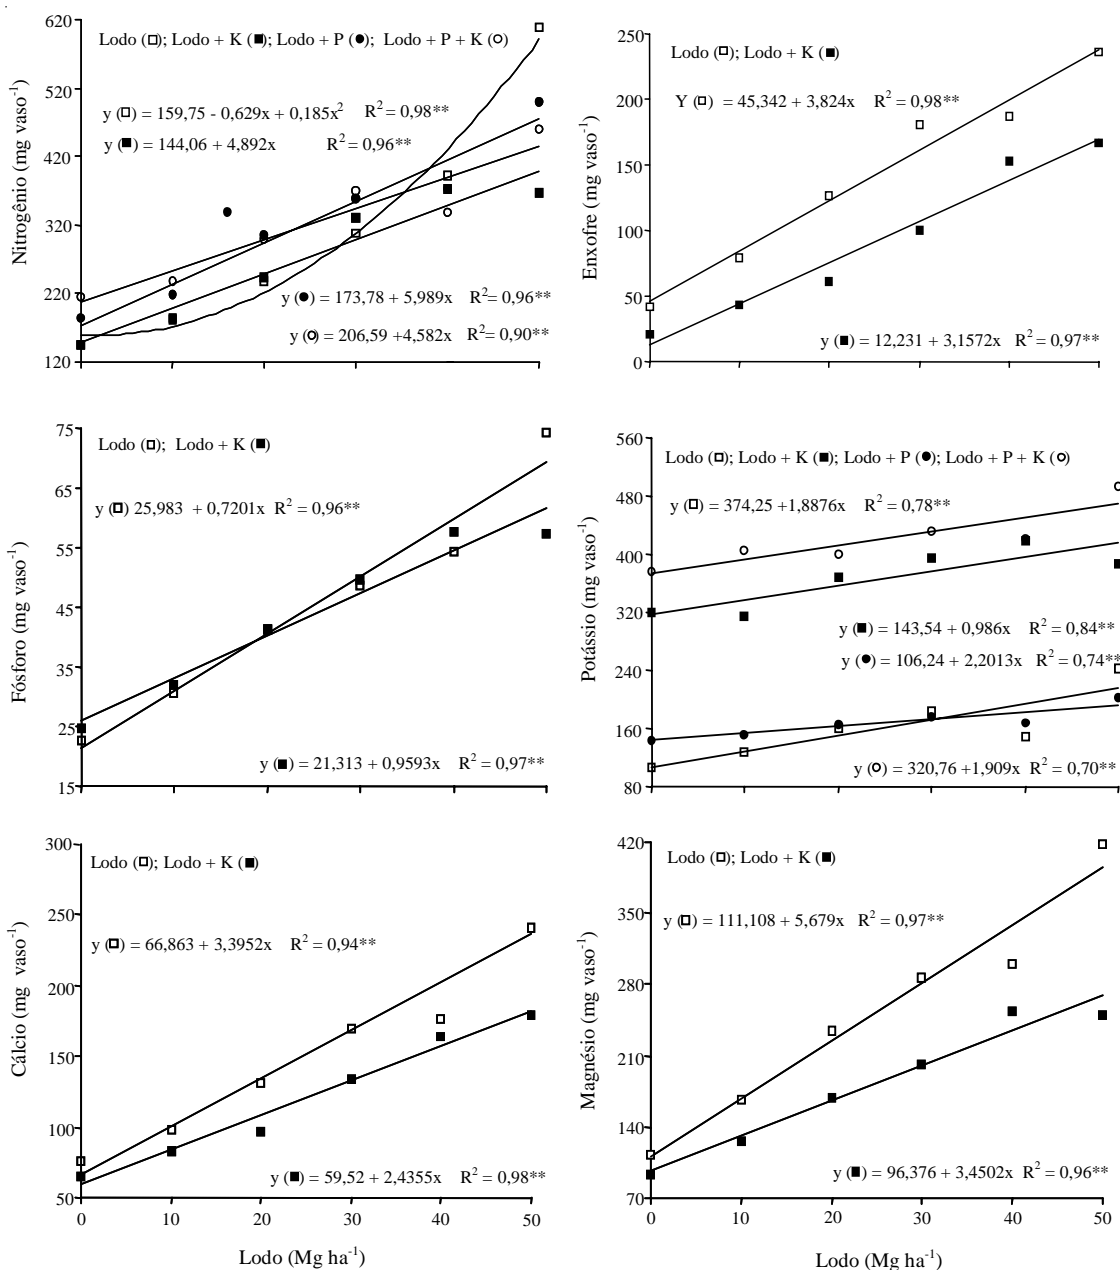 620
520
420
320
220
120
Nitrogênio (mg vaso⁻¹)
Lodo (□); Lodo + K (■); Lodo + P (●); Lodo + P + K (○)
y (□) = 159,75 - 0,629x + 0,185x² R² = 0,98**
y (■) = 144,06 + 4,892x R² = 0,96**
y (●) = 173,78 + 5,989x R² = 0,96**
y (○) = 206,59 +4,582x R² = 0,90**
250
200
150
100
50
0
Enxofre (mg vaso⁻¹)
Lodo (□); Lodo + K (■)
Y (□) = 45,342 + 3,824x R² = 0,98**
y (■) = 12,231 + 3,1572x R² = 0,97**
75
65
55
45
35
25
15
Fósforo (mg vaso⁻¹)
Lodo (□); Lodo + K (■)
y (□) 25,983 + 0,7201x R² = 0,96**
y (■) = 21,313 + 0,9593x R² = 0,97**
560
480
400
320
240
160
80
Potássio (mg vaso⁻¹)
Lodo (□); Lodo + K (■); Lodo + P (●); Lodo + P + K (○)
y (□) = 374,25 +1,8876x R² = 0,78**
y (■) = 143,54 + 0,986x R² = 0,84**
y (●) = 106,24 + 2,2013x R² = 0,74**
y (○) = 320,76 +1,909x R² = 0,70**
300
250
200
150
100
50
Cálcio (mg vaso⁻¹)
Lodo (□); Lodo + K (■)
y (□) = 66,863 + 3,3952x R² = 0,94**
y (■) = 59,52 + 2,4355x R² = 0,98**
0 10 20 30 40 50
Lodo (Mg ha⁻¹)
420
350
280
210
140
70
Magnésio (mg vaso⁻¹)
Lodo (□); Lodo + K (■)
y (□) = 111,108 + 5,679x R² = 0,97**
y (■) = 96,376 + 3,4502x R² = 0,96**
0 10 20 30 40 50
Lodo (Mg ha⁻¹)